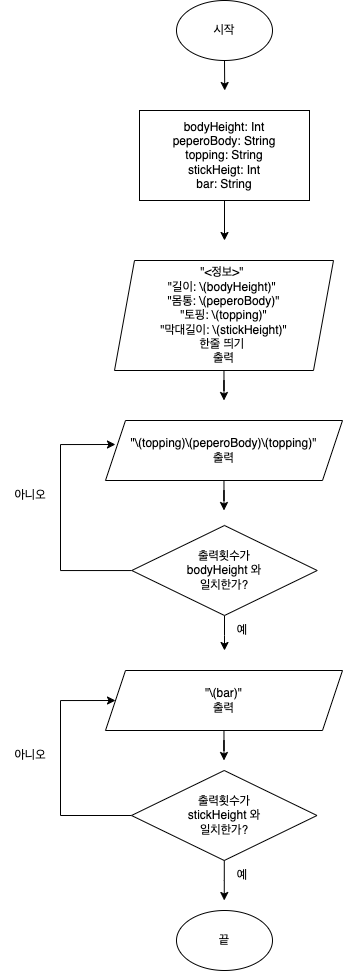 시작
bodyHeight: Int
peperoBody: String
topping: String
stickHeigt: Int
bar: String
"<정보>"
"길이: \(bodyHeight)"
"몸통: \(peperoBody)"
"토핑: \(topping)"
"막대길이: \(stickHeight)"
한줄 띄기
출력
"\(topping)\(peperoBody)\(topping)"
출력
아니오
출력횟수가
bodyHeight 와
일치한가?
예
"\(bar)"
출력
아니오
출력횟수가
stickHeight 와
일치한가?
예
끝